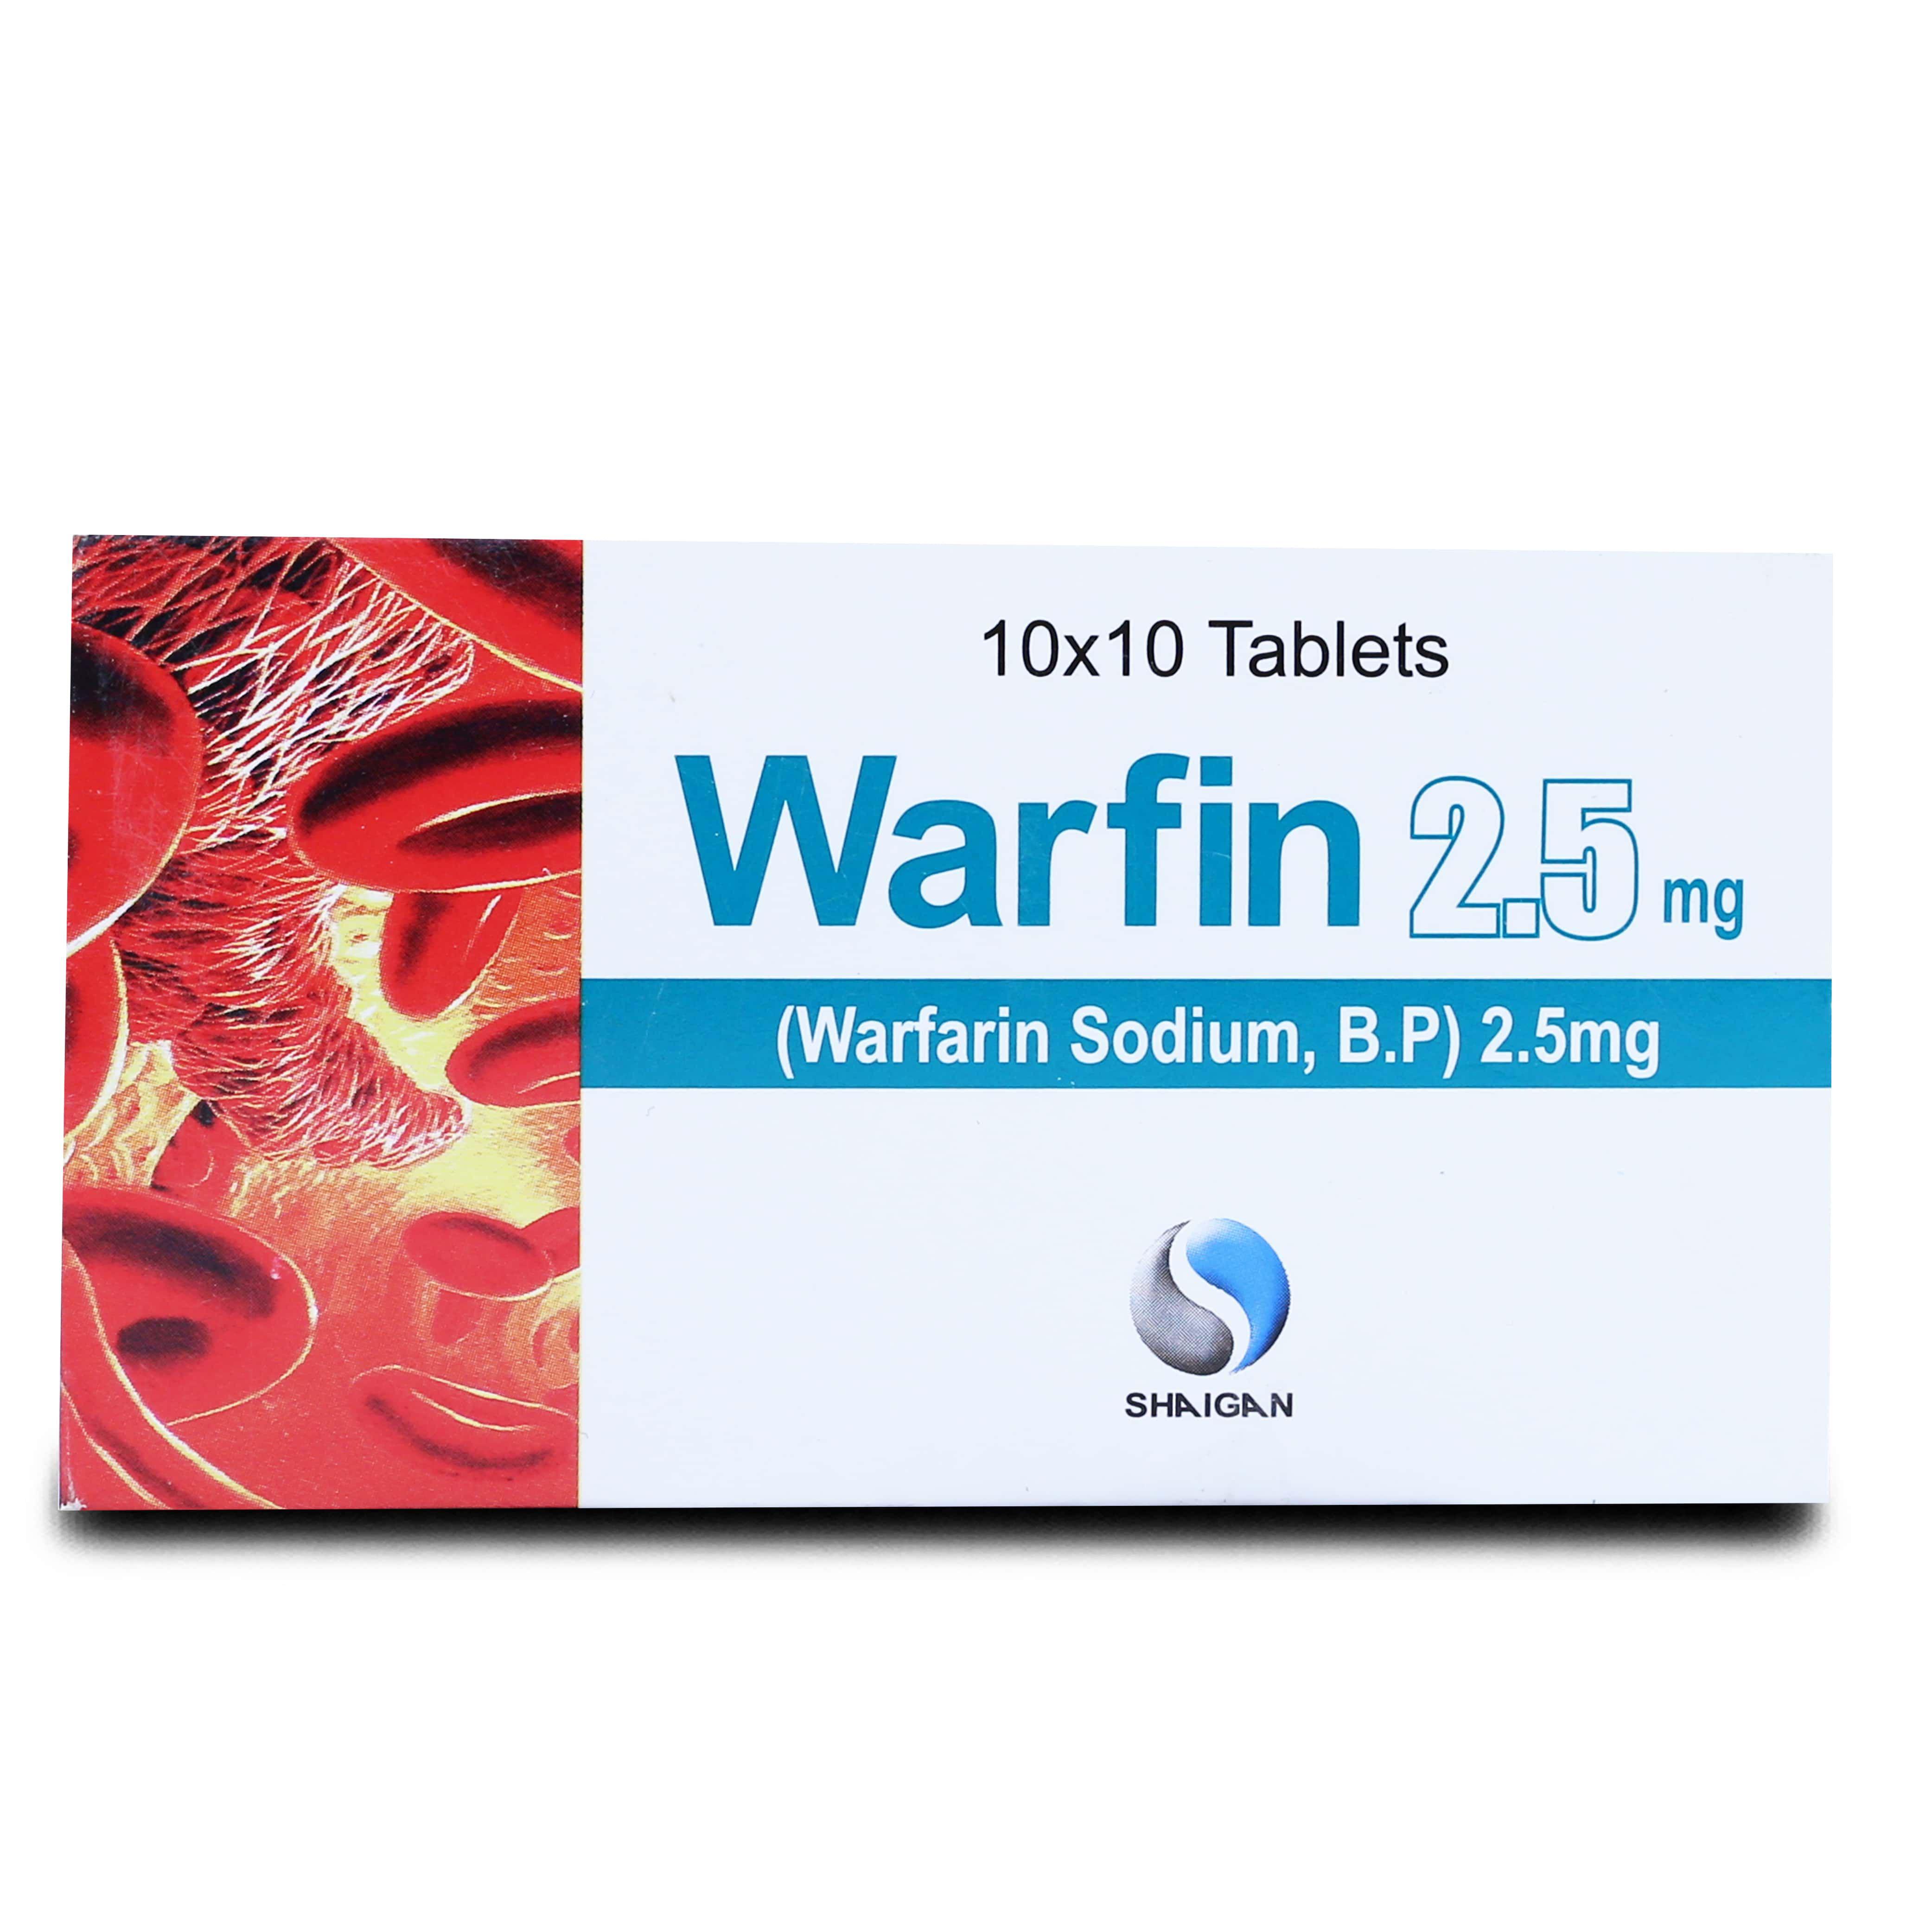 10x10 Tablets
Warfin 2.5 mg
(Warfarin Sodium, B.P) 2.5mg
SHAIGAN